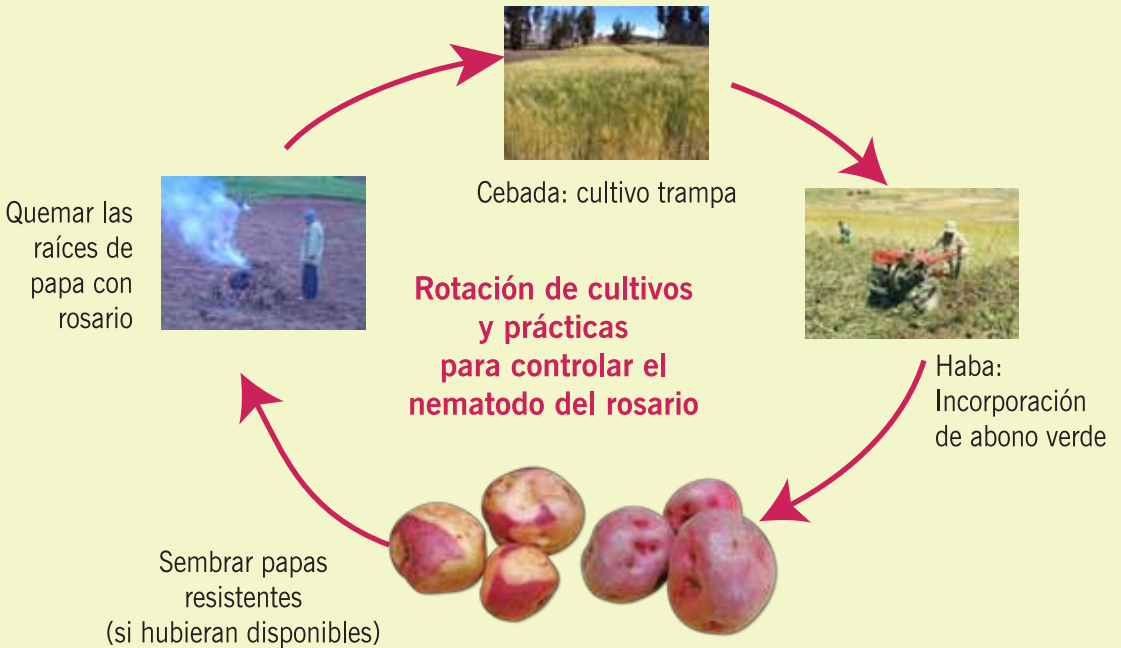 Cebada: cultivo trampa
Quemar las
raíces de
papa con
rosario
Rotación de cultivos
y prácticas
para controlar el
nematodo del rosario
Haba:
Incorporación
de abono verde
Sembrar papas
resistentes
(si hubieran disponibles)